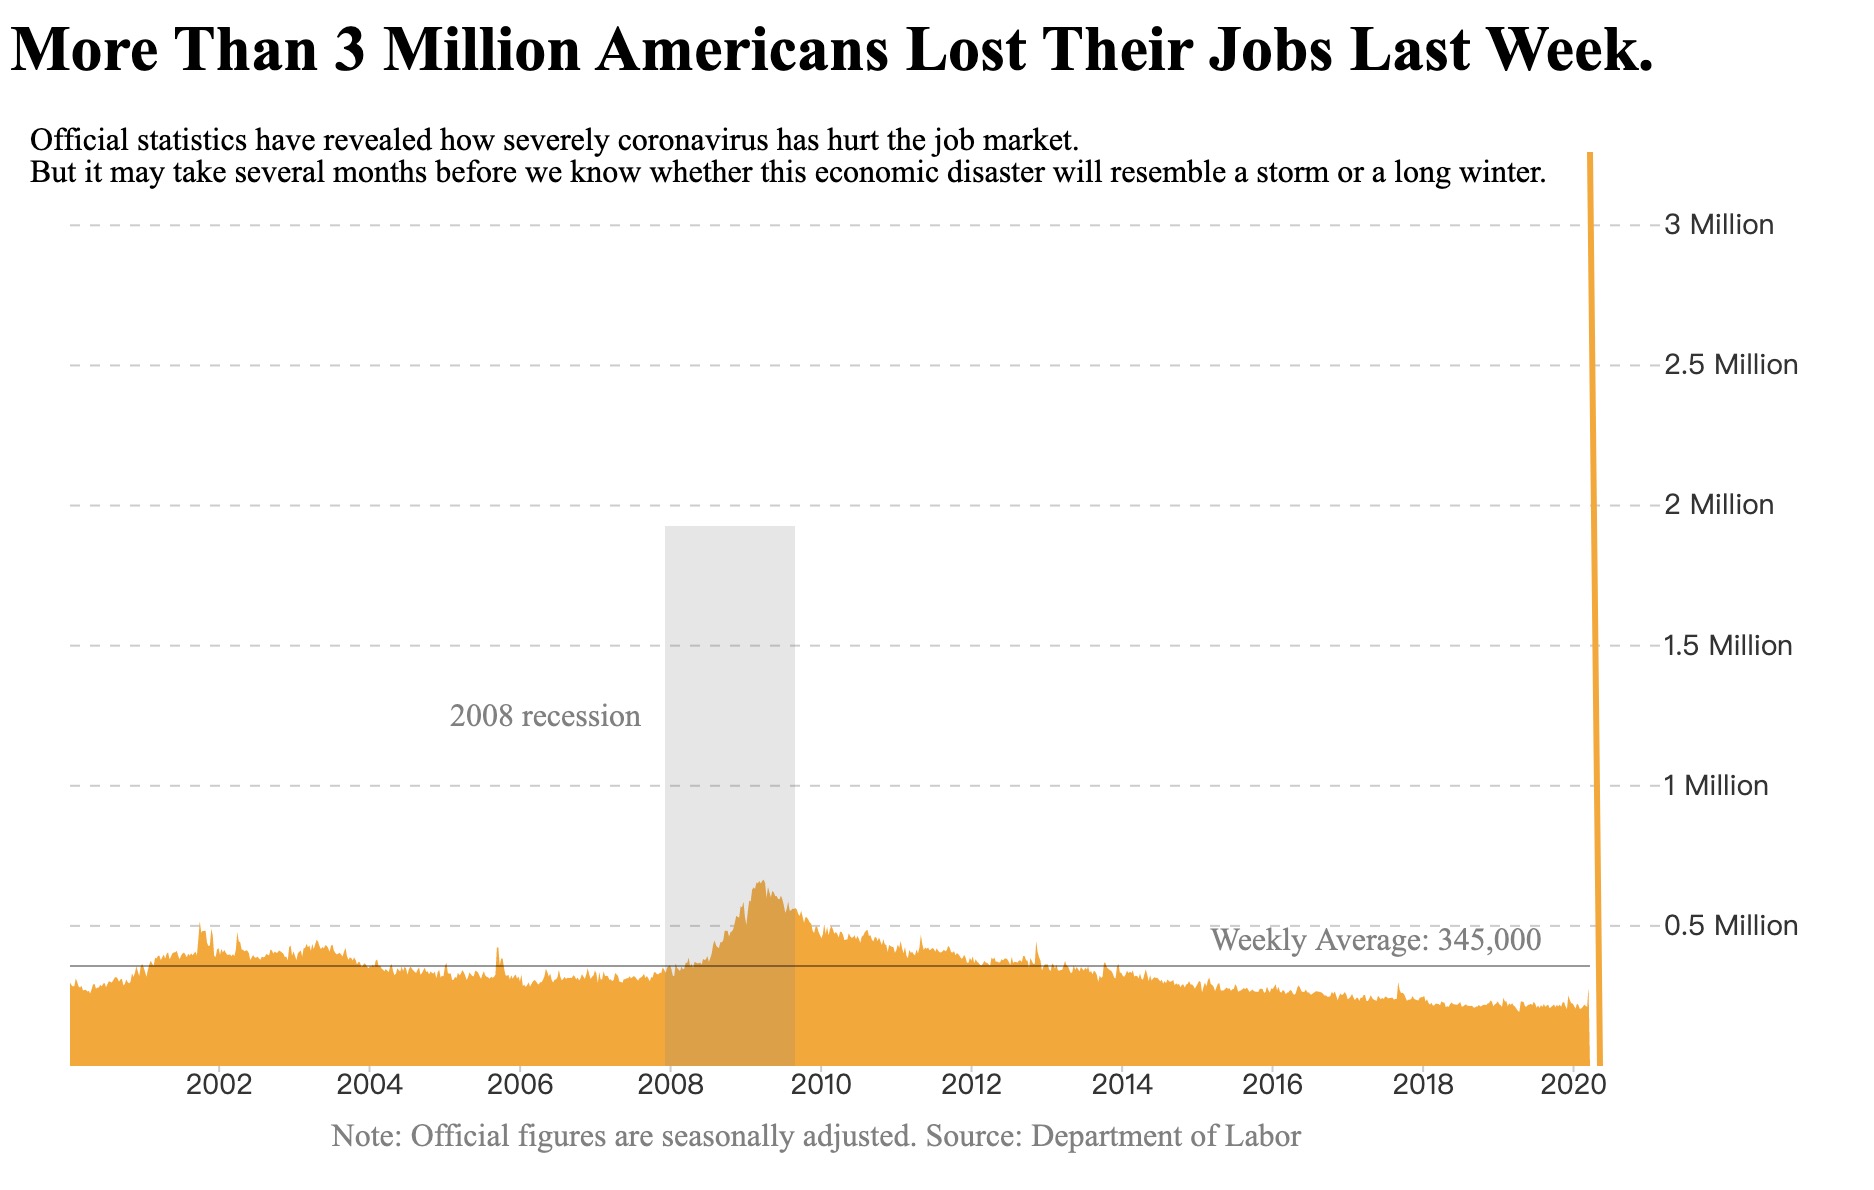 More Than 3 Million Americans Lost Their Jobs Last Week.
Official statistics have revealed how severely coronavirus has hurt the job market.
But it may take several months before we know whether this economic disaster will resemble a storm or a long winter.
3 Million
2.5 Million
2 Million
1.5 Million
2008 recession
1 Million
0.5 Million
Weekly Average: 345,000
2002 2004 2006 2008 2010 2012 2014 2016 2018 2020
Note: Official figures are seasonally adjusted. Source: Department of Labor